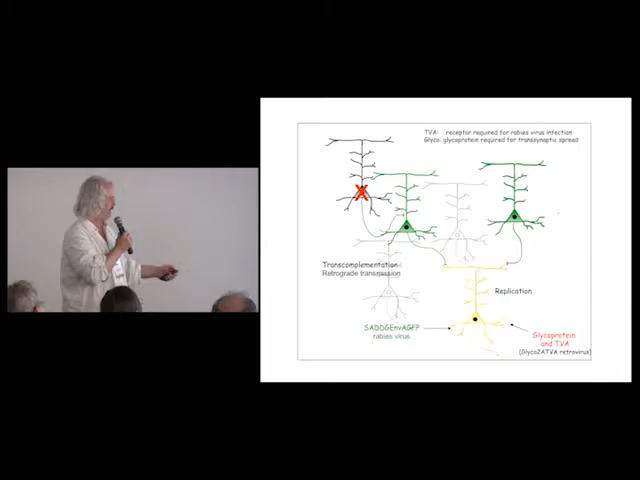 TVA: receptor required for rabies virus infection
Glyco: glycoprotein required for transsynaptic spread
Transcomplementation
Retrograde transmission
Replication
SADDGEnvAGFP
rabies virus
Glycoprotein
and TVA
(Glyco2ATVA retrovirus)